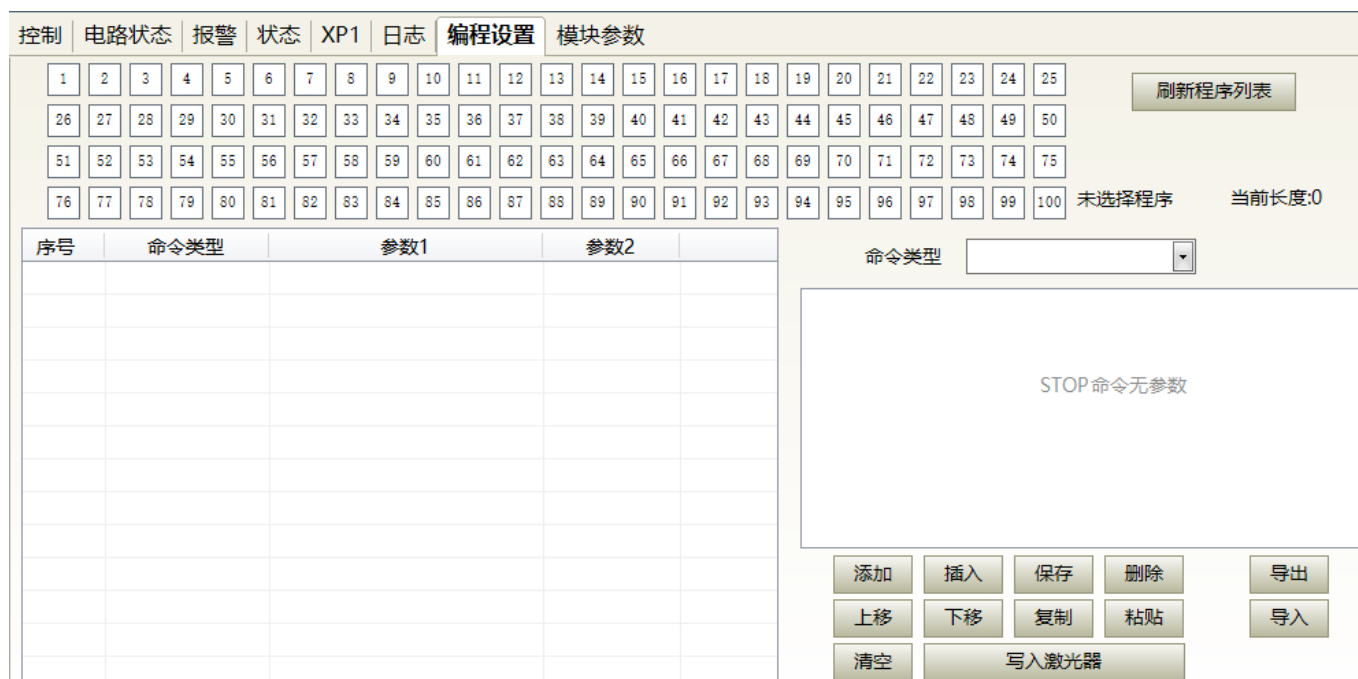 控制 电路状态 报警 状态 XP1 日志 编程设置 模块参数
1 2 3 4 5 6 7 8 9 10 11 12 13 14 15 16 17 18 19 20 21 22 23 24 25 刷新程序列表
26 27 28 29 30 31 32 33 34 35 36 37 38 39 40 41 42 43 44 45 46 47 48 49 50
51 52 53 54 55 56 57 58 59 60 61 62 63 64 65 66 67 68 69 70 71 72 73 74 75
76 77 78 79 80 81 82 83 84 85 86 87 88 89 90 91 92 93 94 95 96 97 98 99 100 未选择程序 当前长度:0
序号 命令类型 参数1 参数2
命令类型
STOP命令无参数
添加 插入 保存 删除 导出
上移 下移 复制 粘贴 导入
清空 写入激光器